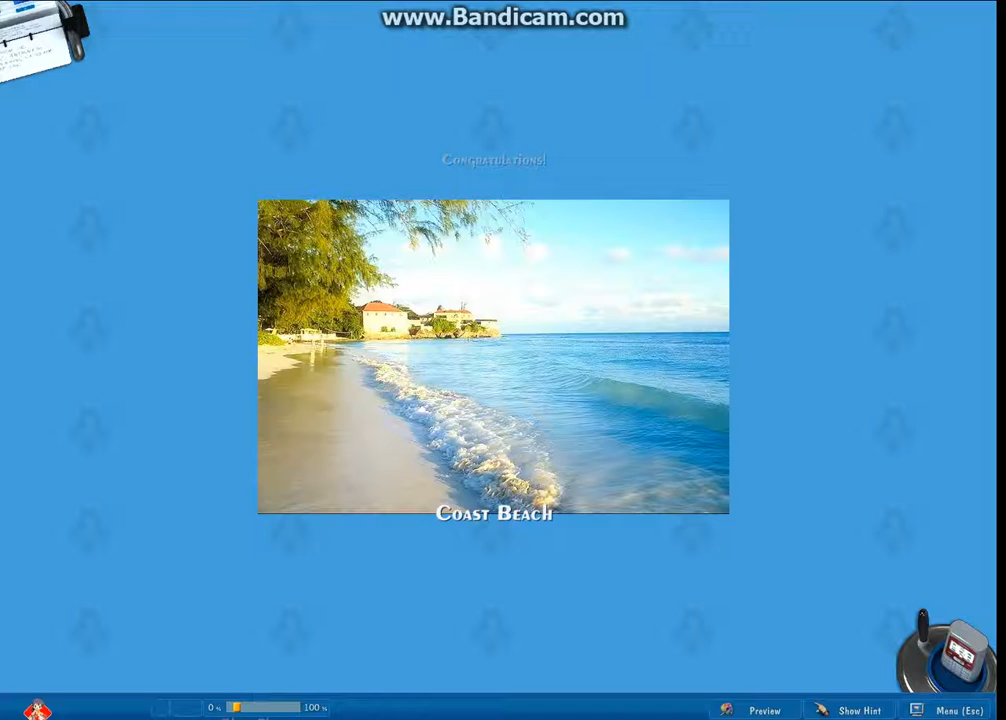 www.Bandicam.com
Congratulations!
Coast Beach
0 %
100 %
Preview
Show Hint
Menu (Esc)